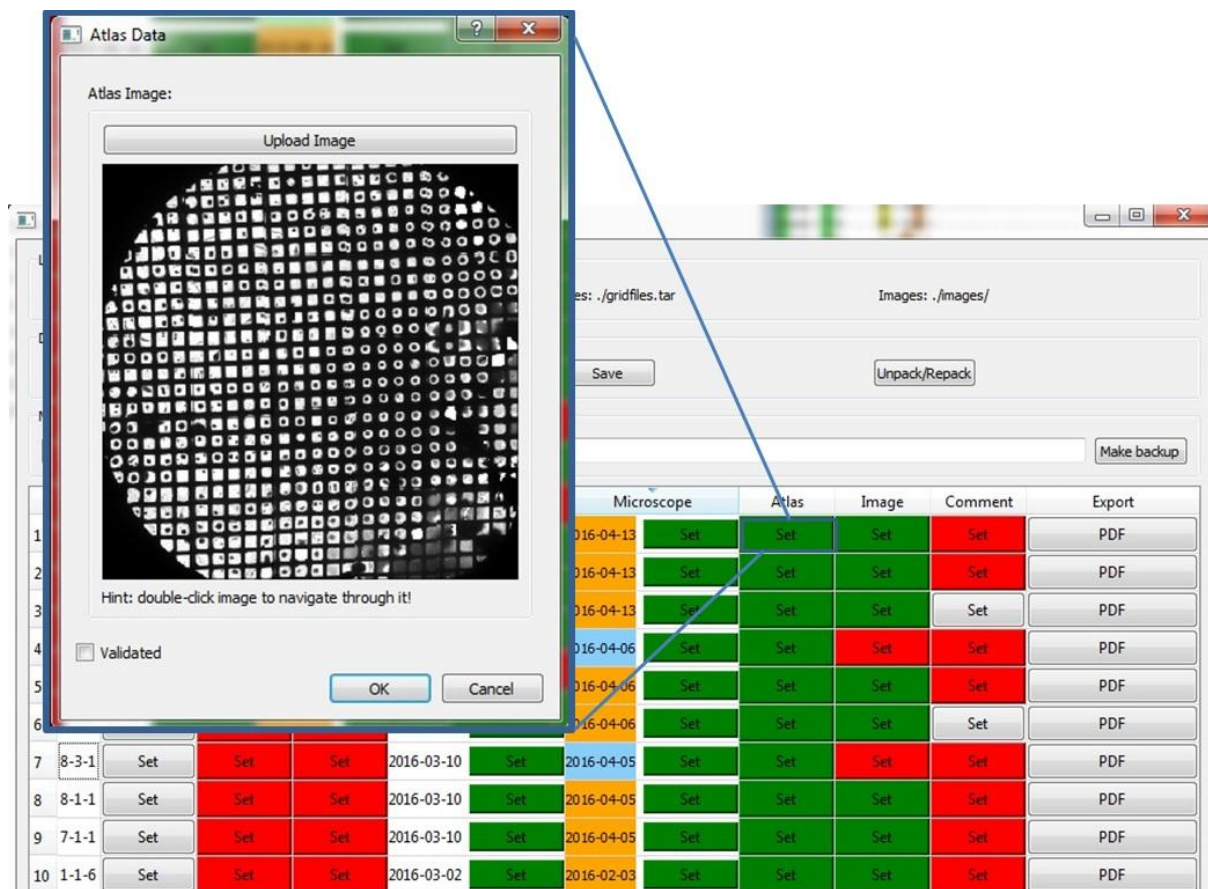 Atlas Data
Atlas Image:
Upload Image
Hint: double-click image to navigate through it!
Validated
OK Cancel
es: ./gridfiles.tar Images: ./images/
Save Unpack/Repack
Make backup
Microscope Atlas Image Comment Export
1 016-04-13 Set Set Set Set PDF
2 016-04-13 Set Set Set Set PDF
3 016-04-13 Set Set Set Set PDF
4 016-04-06 Set Set Set Set PDF
5 016-04-06 Set Set Set Set PDF
6 016-04-06 Set Set Set Set PDF
7 8-3-1 Set Set Set 2016-03-10 Set 2016-04-05 Set Set Set Set PDF
8 8-1-1 Set Set Set 2016-03-10 Set 2016-04-05 Set Set Set Set PDF
9 7-1-1 Set Set Set 2016-03-10 Set 2016-04-05 Set Set Set Set PDF
10 1-1-6 Set Set Set 2016-03-02 Set 2016-02-03 Set Set Set Set PDF